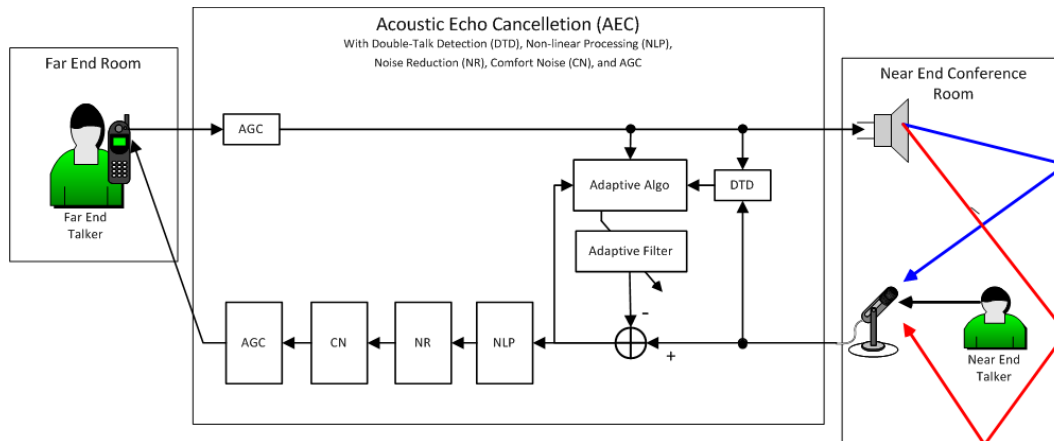 Acoustic Echo Cancelletion (AEC)
With Double-Talk Detection (DTD), Non-linear Processing (NLP),
Noise Reduction (NR), Comfort Noise (CN), and AGC
Far End Room
Near End Conference
Room
AGC
Adaptive Algo
DTD
Far End
Talker
Adaptive Filter
-
+
AGC
CN
NR
NLP
Near End
Talker